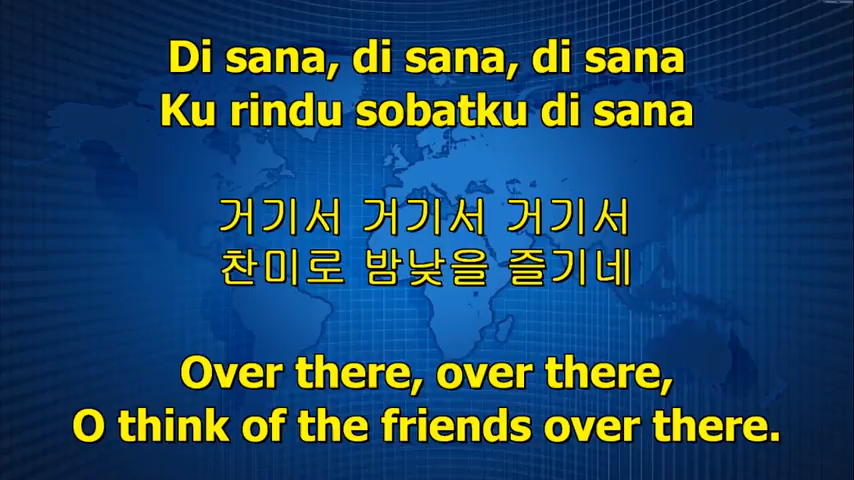 Di sana, di sana, di sana
Ku rindu sobatku di sana
거기서 거기서 거기서
찬미로 밤낮을 즐기네
Over there, over there,
O think of the friends over there.